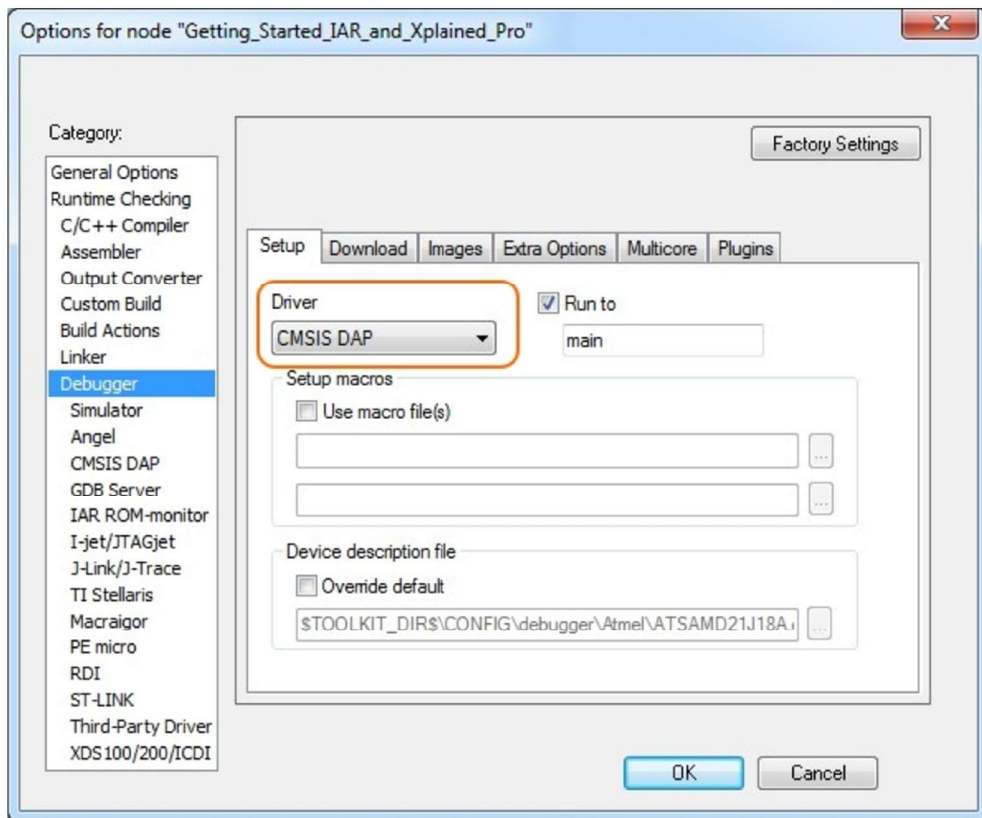 Options for node "Getting_Started_IAR_and_Xplained_Pro"
Category:
Factory Settings
General Options
Runtime Checking
C/C++ Compiler
Assembler
Output Converter
Custom Build
Build Actions
Linker
Debugger
Simulator
Angel
CMSIS DAP
GDB Server
IAR ROM-monitor
I-jet/JTAGjet
J-Link/J-Trace
TI Stellaris
Macraigor
PE micro
RDI
ST-LINK
Third-Party Driver
XDS100/200/ICDI
Setup Download Images Extra Options Multicore Plugins
Driver
CMSIS DAP
Run to
main
Setup macros
Use macro file(s)
...
...
Device description file
Override default
$TOOLKIT_DIR$\CONFIG\debugger\Atmel\ATSAMD21J18A.
...
OK Cancel